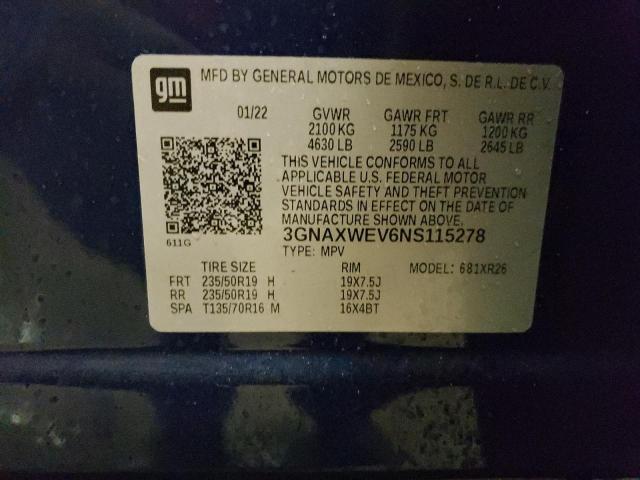 gm
MFD BY GENERAL MOTORS DE MEXICO, S. DE R.L. DE C.V.
01/22 GVWR GAWR FRT GAWR RR
2100 KG 1175 KG 1200 KG
4630 LB 2590 LB 2645 LB
THIS VEHICLE CONFORMS TO ALL
APPLICABLE U.S. FEDERAL MOTOR
VEHICLE SAFETY AND THEFT PREVENTION
STANDARDS IN EFFECT ON THE DATE OF
MANUFACTURE SHOWN ABOVE.
611G 3GNAXWEV6NS115278
TYPE: MPV
TIRE SIZE RIM MODEL: 681XR26
FRT 235/50R19 H 19X7.5J
RR 235/50R19 H 19X7.5J
SPA T135/70R16 M 16X4BT